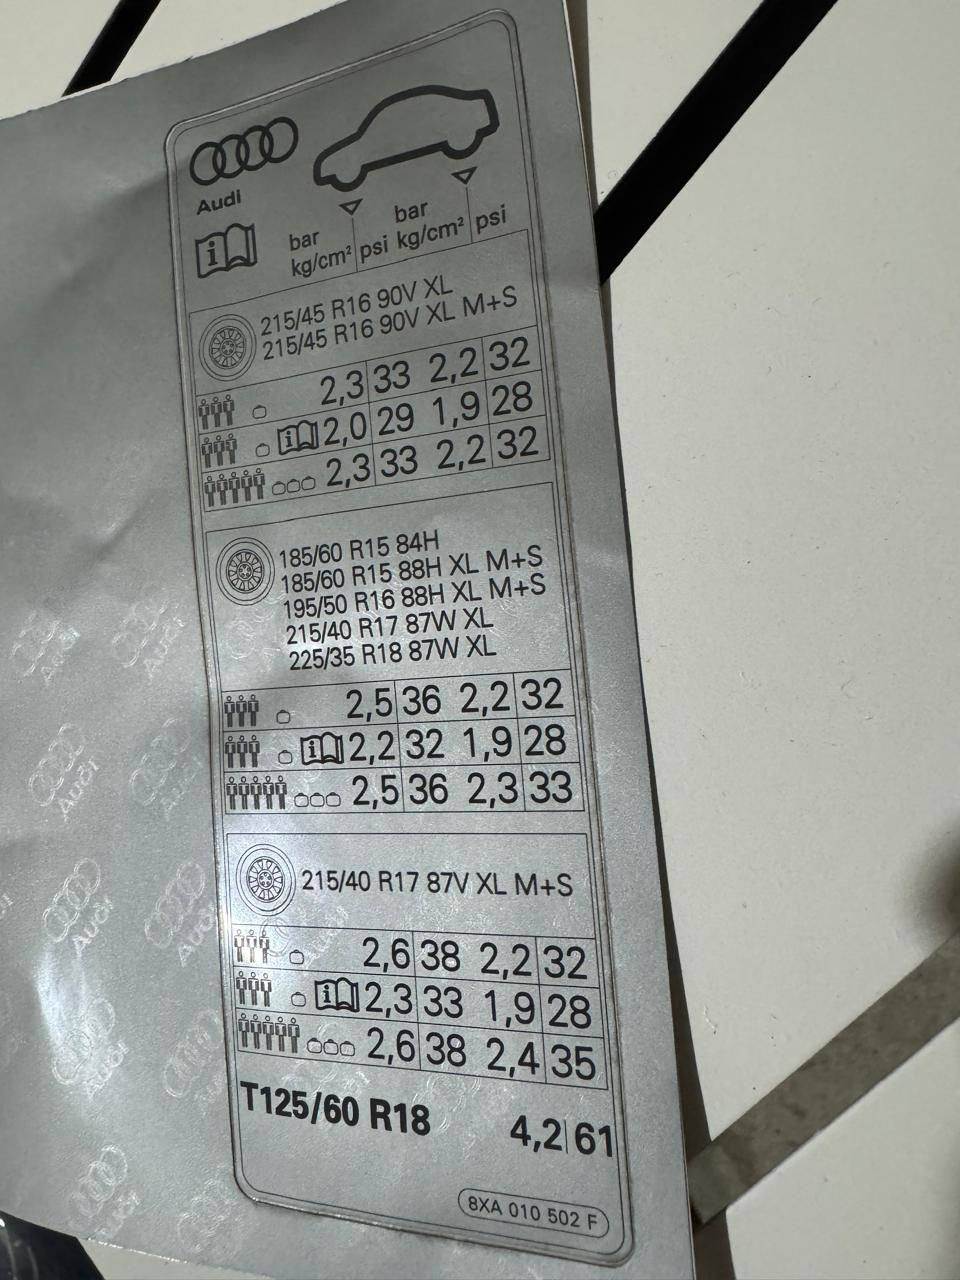 Audi
bar bar
kg/cm² psi kg/cm² psi
215/45 R16 90V XL
215/45 R16 90V XL M+S
2,3 33 2,2 32
i 2,0 29 1,9 28
2,3 33 2,2 32
185/60 R15 84H
185/60 R15 88H XL M+S
195/50 R16 88H XL M+S
215/40 R17 87W XL
225/35 R18 87W XL
2,5 36 2,2 32
i 2,2 32 1,9 28
2,5 36 2,3 33
215/40 R17 87V XL M+S
2,6 38 2,2 32
i 2,3 33 1,9 28
2,6 38 2,4 35
T125/60 R18 4,2 61
8XA 010 502 F